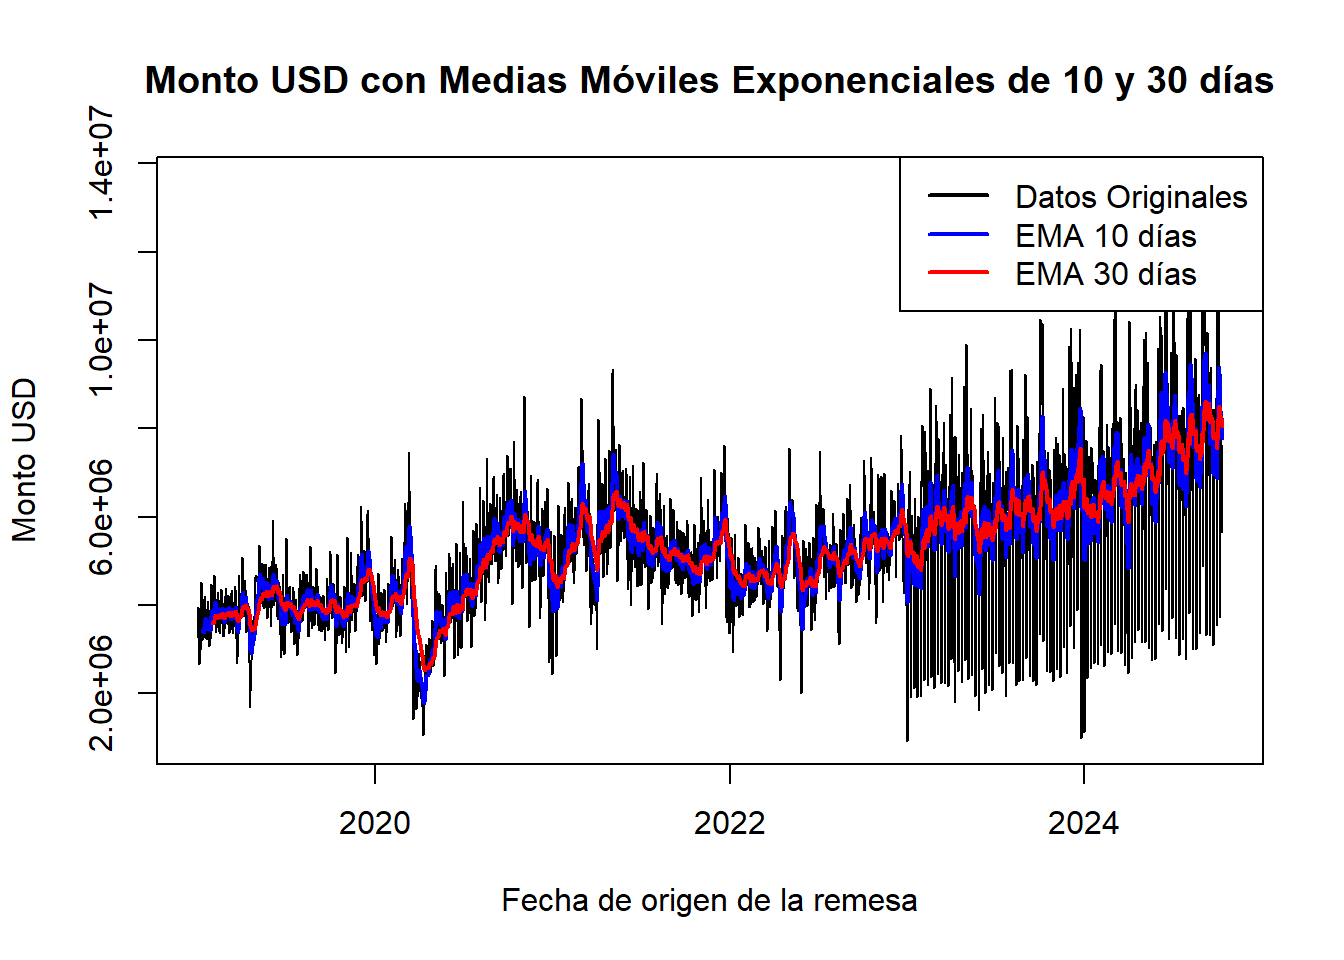 Monto USD con Medias Móviles Exponenciales de 10 y 30 días
Monto USD
1.4e+07
1.0e+07
6.0e+06
2.0e+06
Datos Originales
EMA 10 días
EMA 30 días
2020
2022
2024
Fecha de origen de la remesa